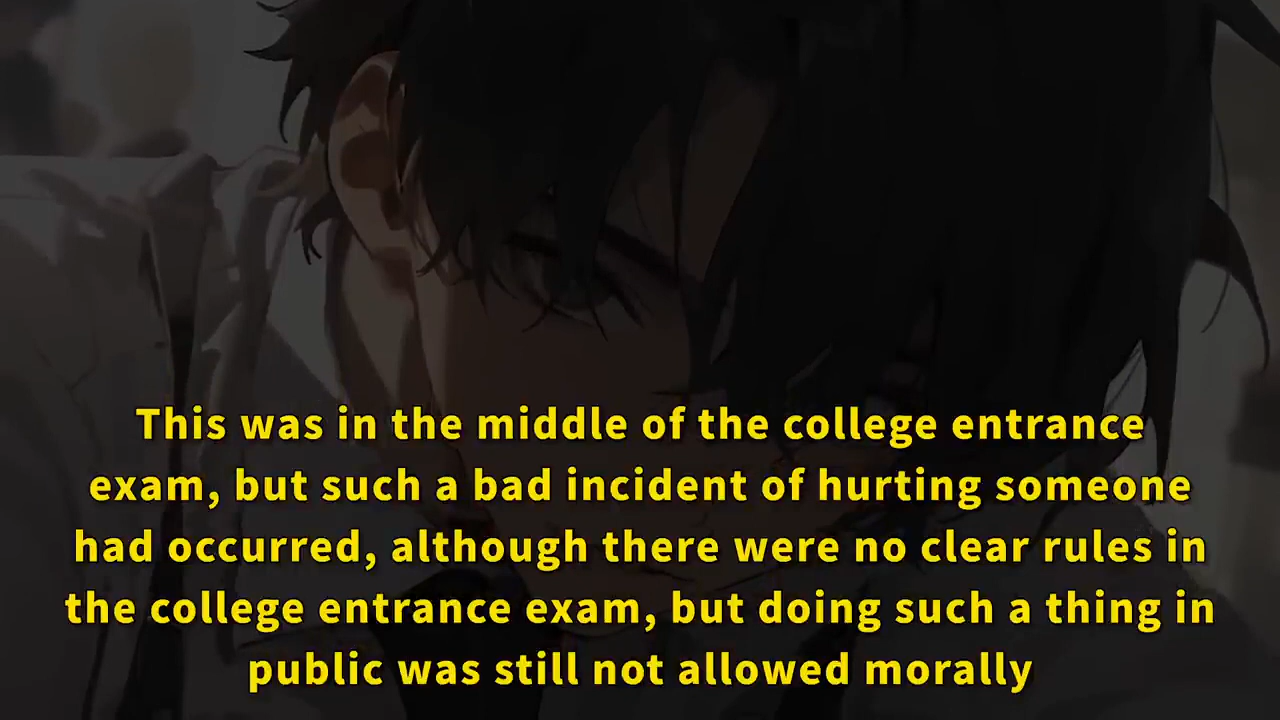 This was in the middle of the college entrance
exam, but such a bad incident of hurting someone
had occurred, although there were no clear rules in
the college entrance exam, but doing such a thing in
public was still not allowed morally